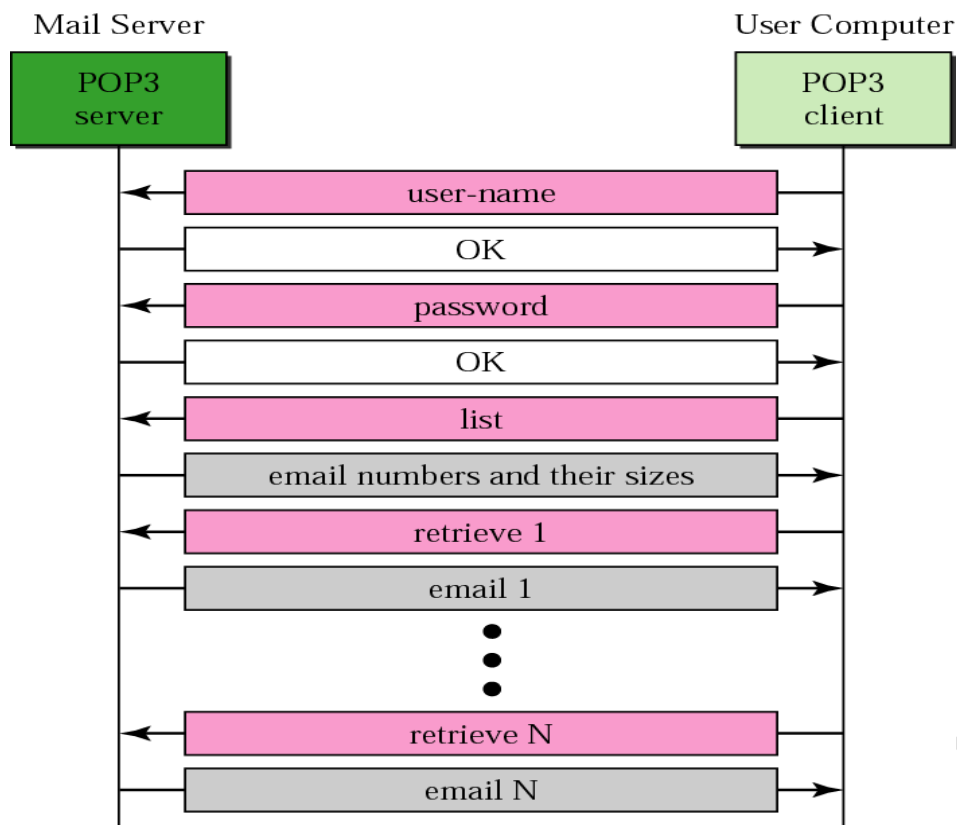 Mail Server
User Computer
POP3
server
POP3
client
user-name
OK
password
OK
list
email numbers and their sizes
retrieve 1
email 1
retrieve N
email N